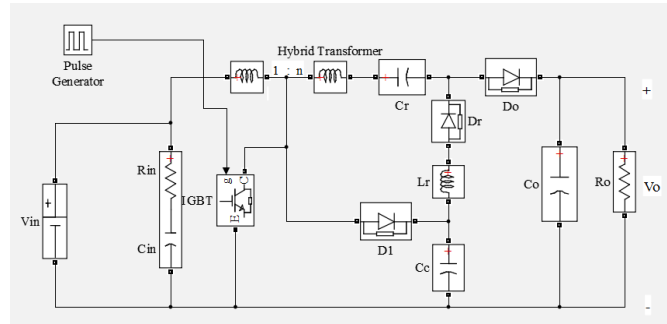 Hybrid Transformer
Pulse
Generator
1 : n
Cr
Do
+
Dr
Rin
g
C
IGBT
E
Lr
Vin
+
Cin
D1
Cc
Co
Ro
Vo
-